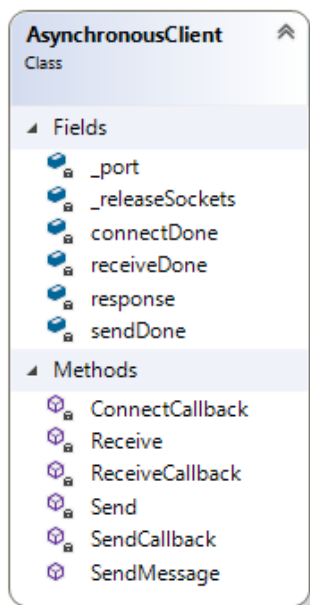 AsynchronousClient
Class
Fields
_port
_releaseSockets
connectDone
receiveDone
response
sendDone
Methods
ConnectCallback
Receive
ReceiveCallback
Send
SendCallback
SendMessage